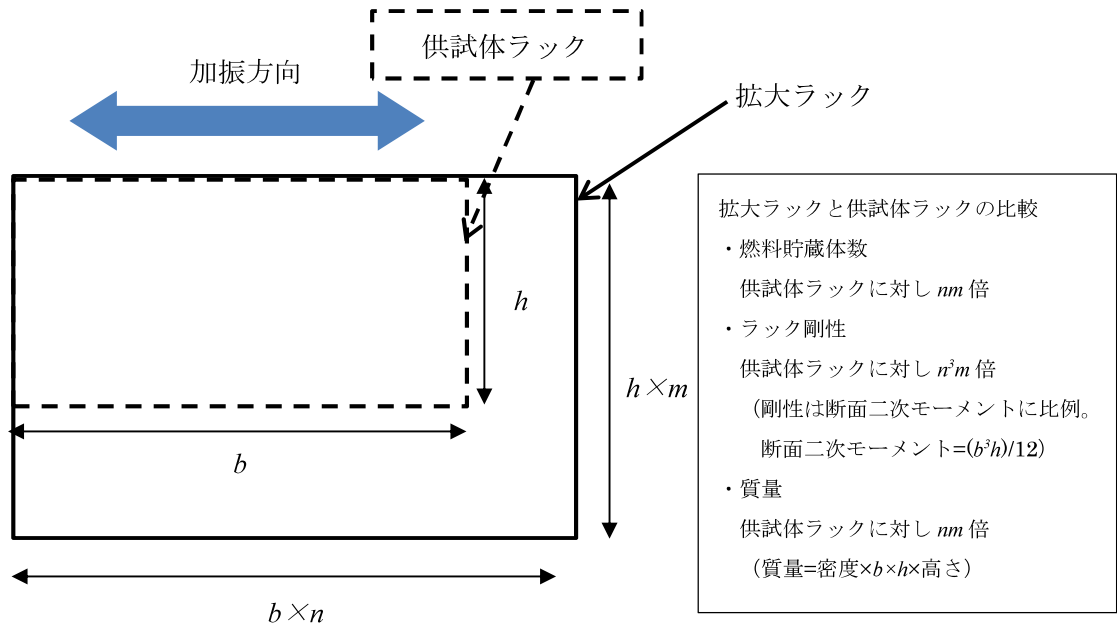 供試体ラック
加振方向
拡大ラック
h
h×m
b
b×n
拡大ラックと供試体ラックの比較
・燃料貯蔵体数
供試体ラックに対し nm 倍
・ラック剛性
供試体ラックに対し n³m 倍
（剛性は断面二次モーメントに比例。
断面二次モーメント=(b³h)/12）
・質量
供試体ラックに対し nm 倍
（質量=密度×b×h×高さ）